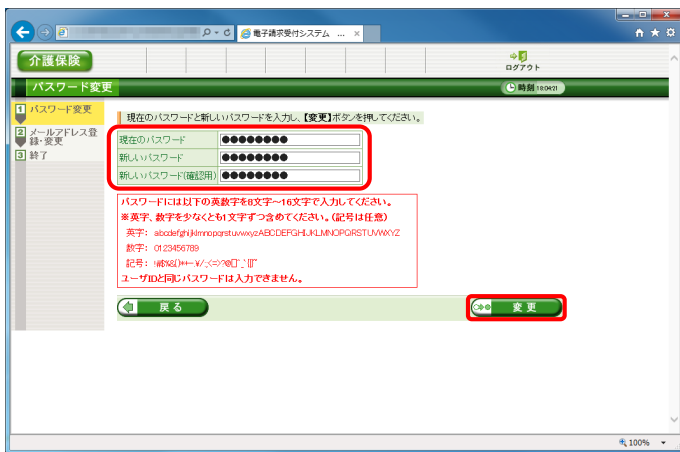 電子請求受付システム ...
介護保険
ログアウト
パスワード変更
時刻 18:04:21
1 パスワード変更
2 メールアドレス登録・変更
3 終了
現在のパスワードと新しいパスワードを入力し、【変更】ボタンを押してください。
現在のパスワード ●●●●●●●●
新しいパスワード ●●●●●●●●
新しいパスワード(確認用) ●●●●●●●●
パスワードには以下の英数字を8文字～16文字で入力してください。
※英字、数字を少なくとも1文字ずつ含めてください。(記号は任意)
英字: abcdefghijklmnopqrstuvwxyzABCDEFGHIJKLMNOPQRSTUVWXYZ
数字: 0123456789
記号:
ユーザIDと同じパスワードは入力できません。
戻る
変更
100%